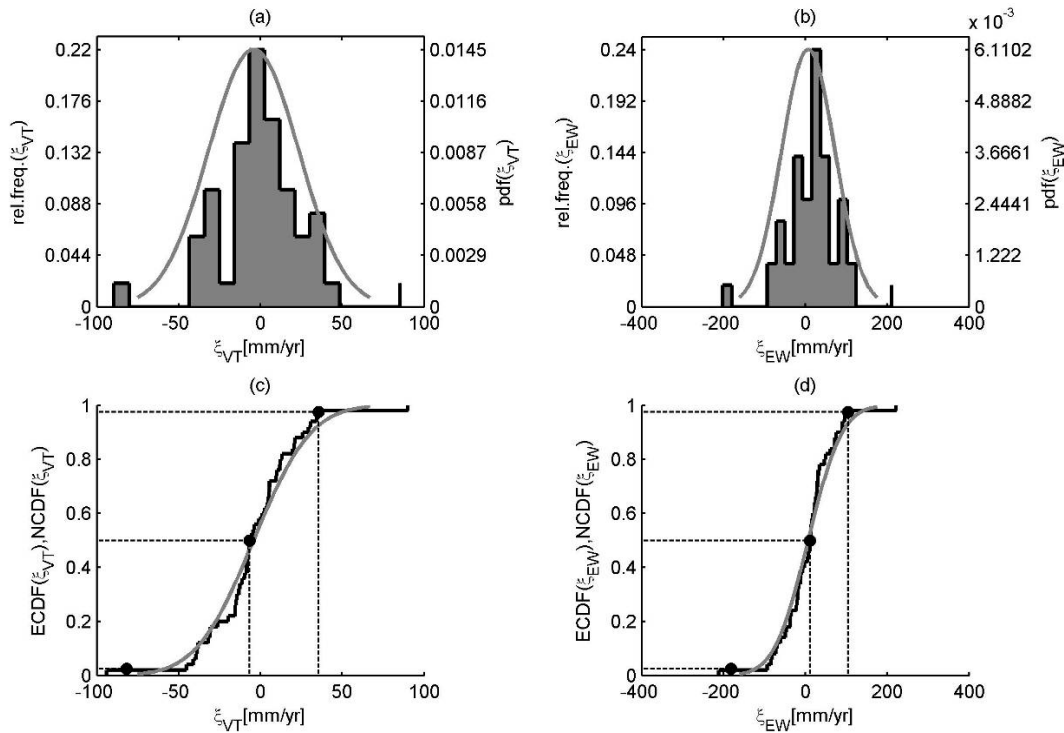 (a)
0.22
0.176
0.132
0.088
0.044
0
rel.freq.(ξVT)
0.0145
0.0116
0.0087
0.0058
0.0029
0
pdf(ξVT)
-100 -50 0 50 100
ξVT[mm/yr]
(b)
x 10-3
0.24
0.192
0.144
0.096
0.048
0
rel.freq.(ξEW)
6.1102
4.8882
3.6661
2.4441
1.222
0
pdf(ξEW)
-400 -200 0 200 400
ξEW[mm/yr]
(c)
1
0.8
0.6
0.4
0.2
0
ECDF(ξVT),NCDF(ξVT)
-100 -50 0 50 100
ξVT[mm/yr]
(d)
1
0.8
0.6
0.4
0.2
0
ECDF(ξEW),NCDF(ξEW)
-400 -200 0 200 400
ξEW[mm/yr]